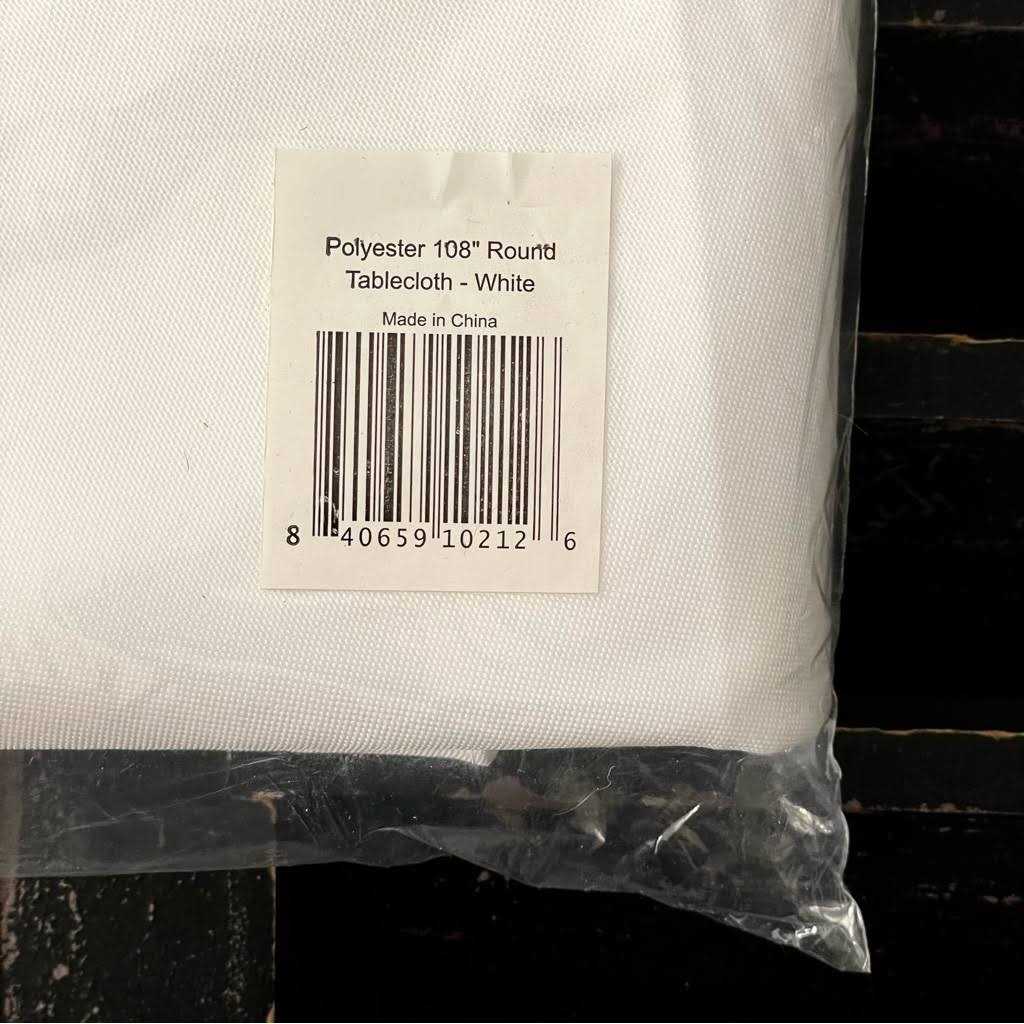 Polyester 108" Round
Tablecloth - White
Made in China
8 40659 10212 6